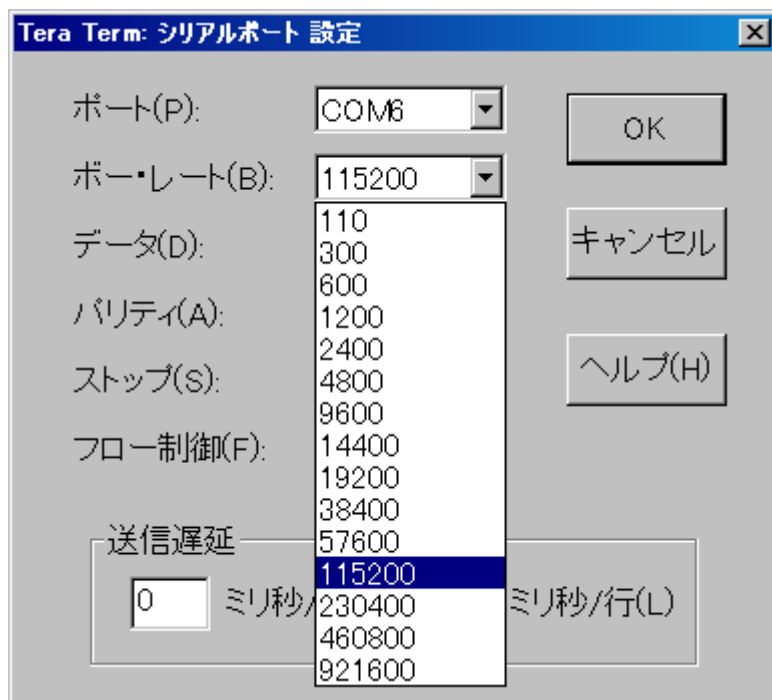 Tera Term: シリアルポート 設定
ポート(P): COM6
OK
ボー・レート(B): 115200
110
データ(D):
300
キャンセル
600
パリティ(A):
1200
2400
ストップ(S):
4800
ヘルプ(H)
9600
フロー制御(F):
14400
19200
38400
送信遅延
57600
115200
0 ミリ秒/
230400
ミリ秒/行(L)
460800
921600